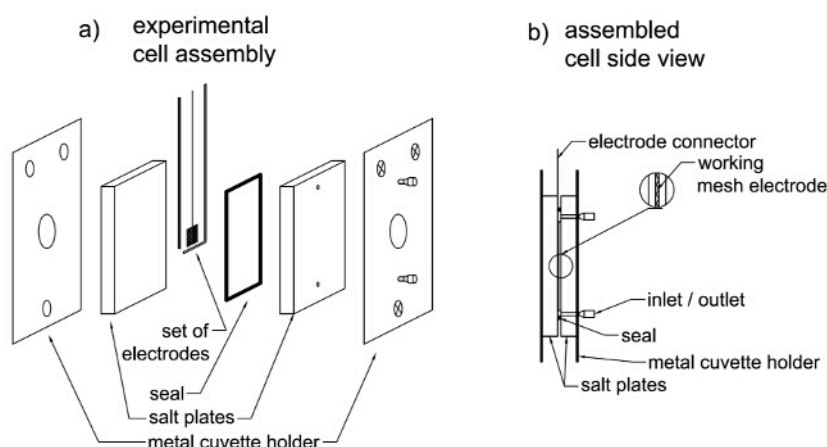 a) experimental
cell assembly
set of
electrodes
seal
salt plates
metal cuvette holder
b) assembled
cell side view
electrode connector
working
mesh electrode
inlet / outlet
seal
metal cuvette holder
salt plates